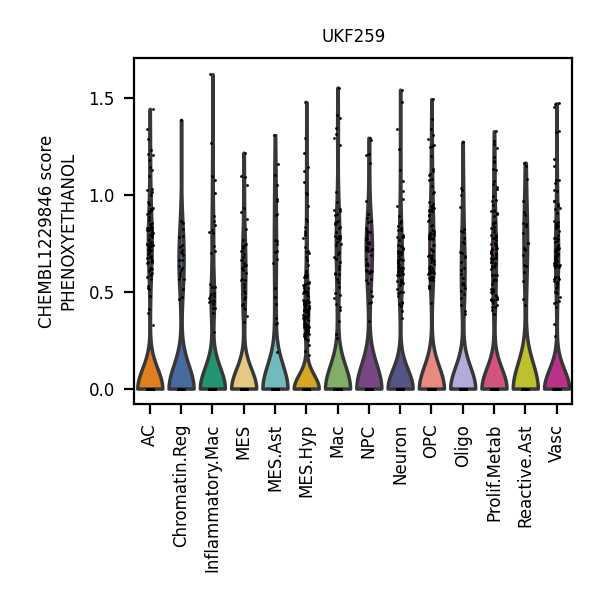 UKF259
CHEMBL1229846 score
PHENOXYETHANOL
1.5
1.0
0.5
0.0
AC
Chromatin.Reg
Inflammatory.Mac
MES
MES.Ast
MES.Hyp
Mac
NPC
Neuron
OPC
Oligo
Prolif.Metab
Reactive.Ast
Vasc